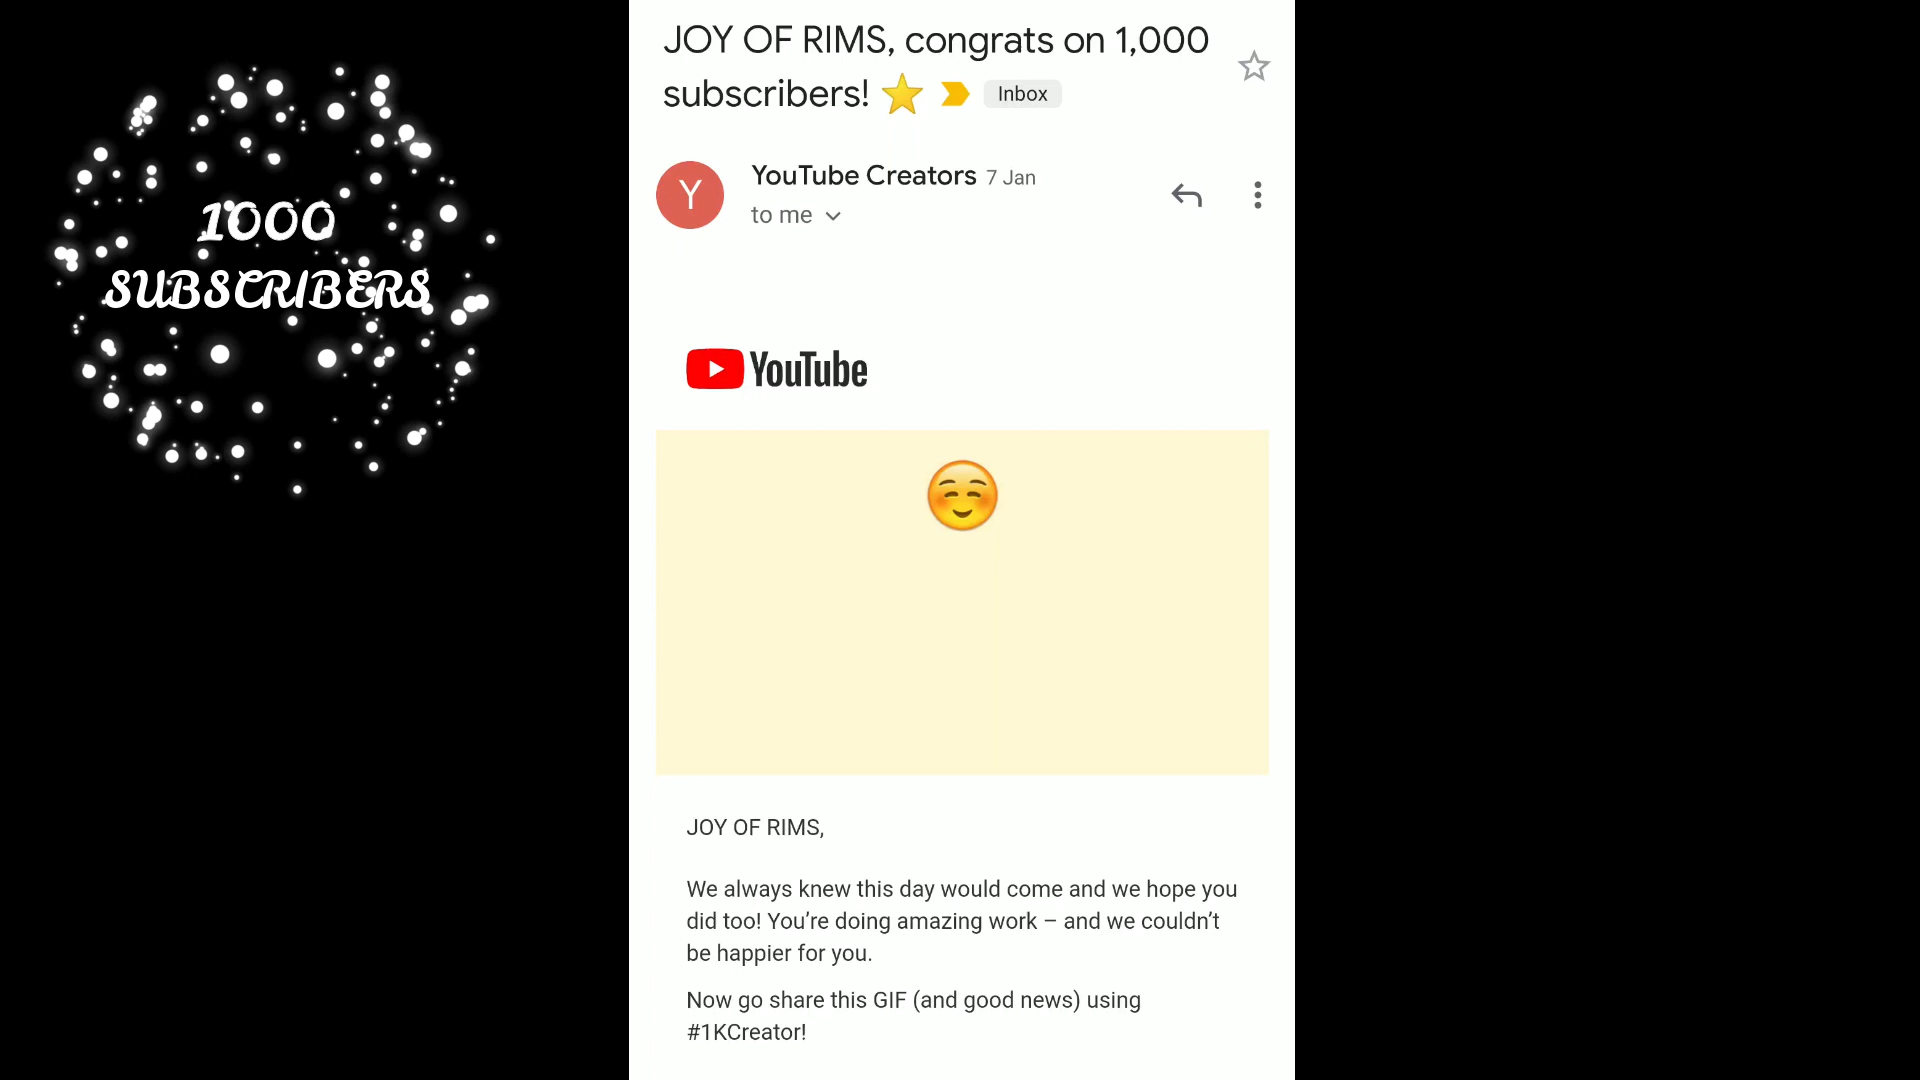 1000
SUBSCRIBERS
JOY OF RIMS, congrats on 1,000
subscribers! ⭐ Inbox
Y
YouTube Creators 7 Jan
to me
YouTube
JOY OF RIMS,
We always knew this day would come and we hope you
did too! You’re doing amazing work – and we couldn’t
be happier for you.
Now go share this GIF (and good news) using
#1KCreator!